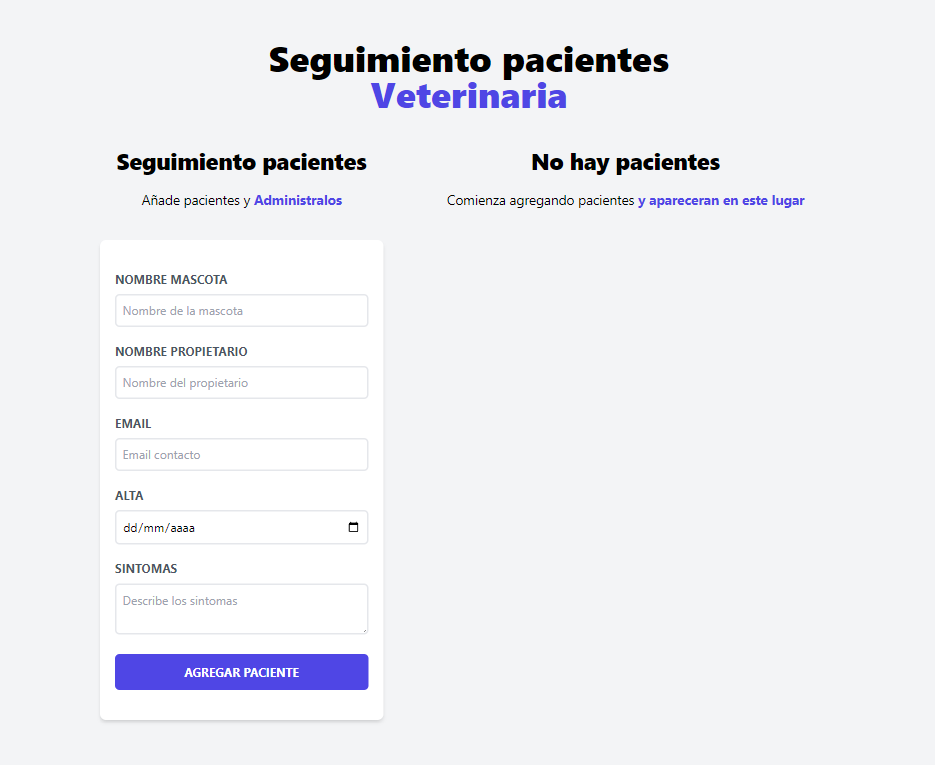 Seguimiento pacientes
Veterinaria
Seguimiento pacientes
Añade pacientes y Administralos
NOMBRE MASCOTA
Nombre de la mascota
NOMBRE PROPIETARIO
Nombre del propietario
EMAIL
Email contacto
ALTA
dd/mm/aaaa
SINTOMAS
Describe los sintomas
AGREGAR PACIENTE
No hay pacientes
Comienza agregando pacientes y apareceran en este lugar